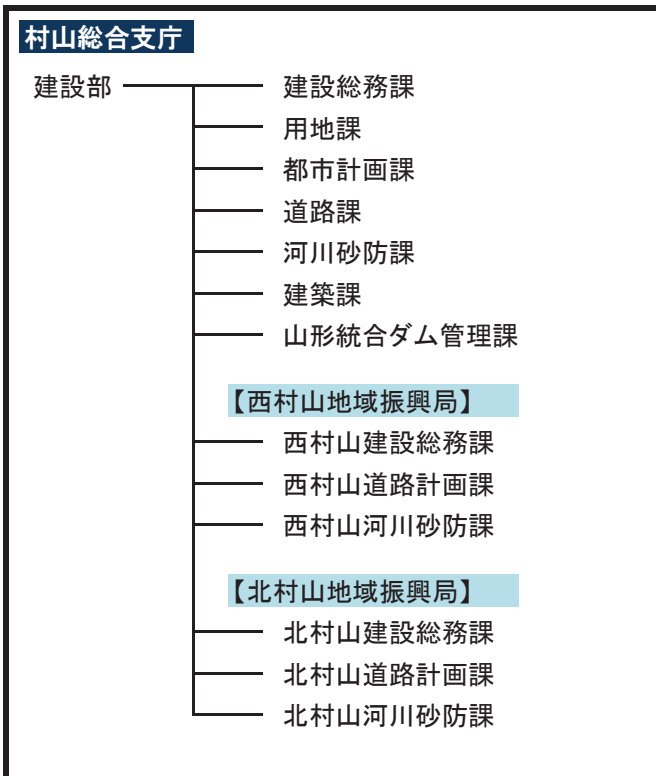 村山総合支庁
建設部 建設総務課
用地課
都市計画課
道路課
河川砂防課
建築課
山形統合ダム管理課
【西村山地域振興局】
西村山建設総務課
西村山道路計画課
西村山河川砂防課
【北村山地域振興局】
北村山建設総務課
北村山道路計画課
北村山河川砂防課